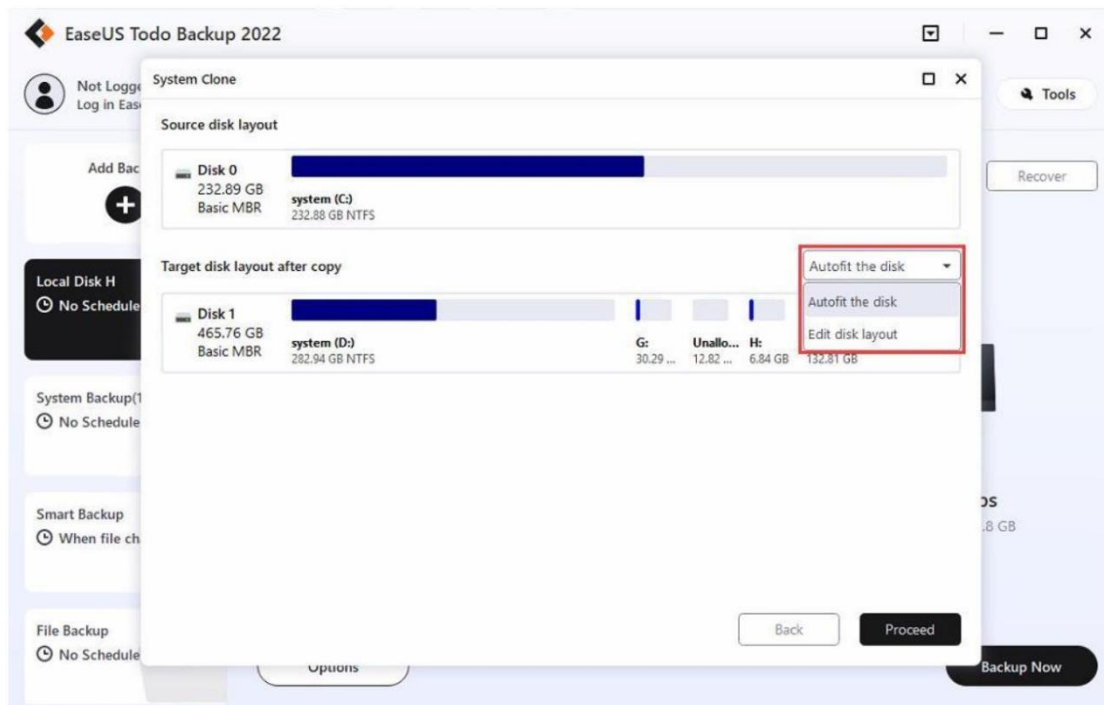 EaseUS Todo Backup 2022
Not Logge
Log in Eas
Tools
System Clone
Source disk layout
Add Bac
Recover
Disk 0
232.89 GB
Basic MBR
system (C:)
232.88 GB NTFS
Target disk layout after copy
Autofit the disk
Autofit the disk
Edit disk layout
Local Disk H
No Schedule
Disk 1
465.76 GB
Basic MBR
system (D:)
282.94 GB NTFS
G:
30.29 ...
Unallo...
12.82 ...
H:
6.84 GB
132.81 GB
System Backup(1
No Schedule
Smart Backup
When file ch
os
.8 GB
File Backup
No Schedule
Back
Proceed
Options
Backup Now